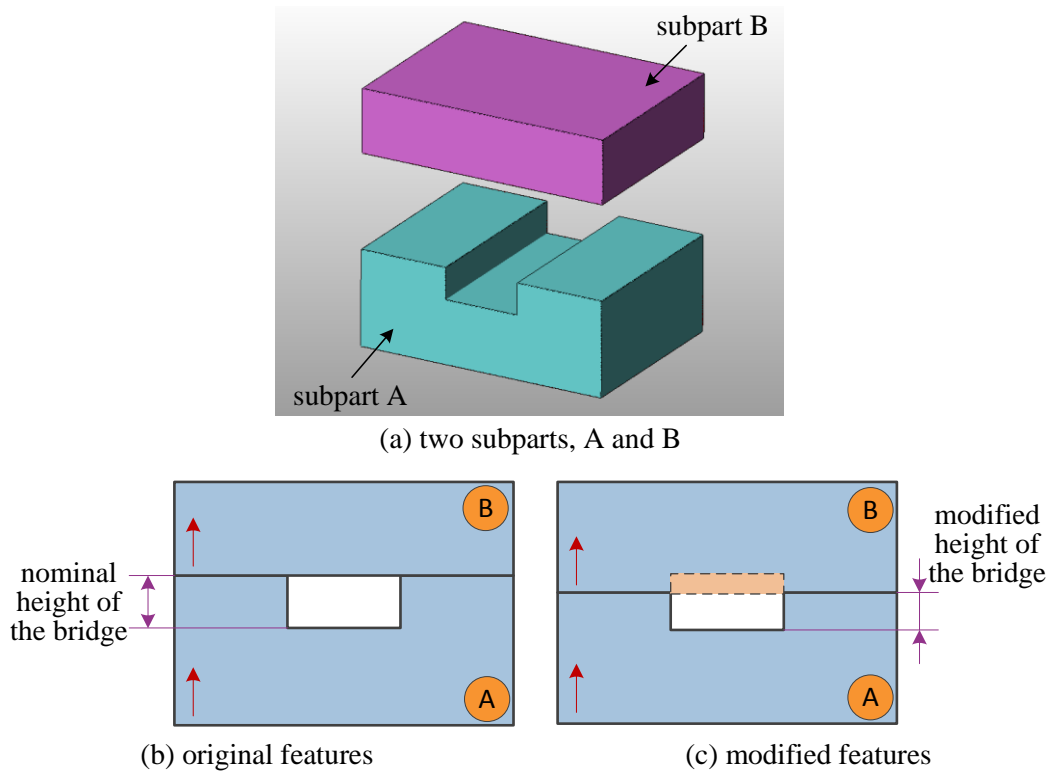 subpart B
subpart A
(a) two subparts, A and B
B
nominal
height of
the bridge
A
(b) original features
B
modified
height of
the bridge
A
(c) modified features